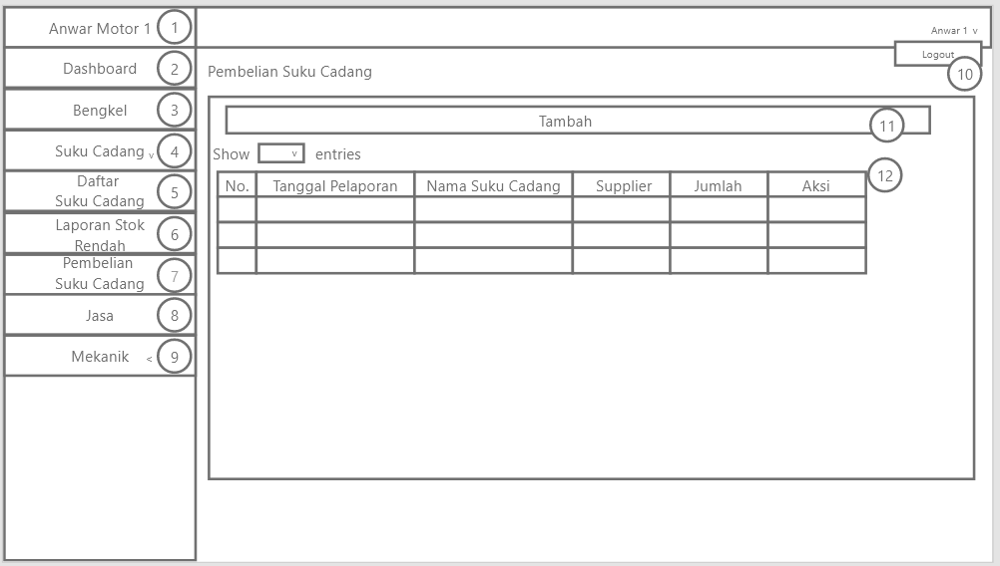 Anwar Motor 1 1
Anwar 1 v
Logout
10
Dashboard 2
Bengkel 3
Suku Cadang v 4
Daftar
Suku Cadang 5
Laporan Stok
Rendah 6
Pembelian
Suku Cadang 7
Jasa 8
Mekanik < 9
Pembelian Suku Cadang
Tambah 11
Show v entries
12
No. Tanggal Pelaporan Nama Suku Cadang Supplier Jumlah Aksi